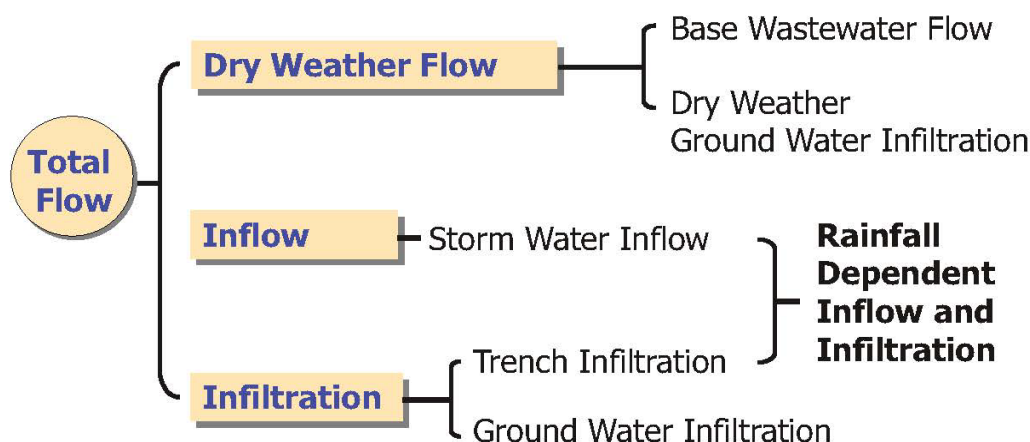 Total
Flow
Dry Weather Flow
Base Wastewater Flow
Dry Weather
Ground Water Infiltration
Inflow
Storm Water Inflow
Infiltration
Trench Infiltration
Ground Water Infiltration
Rainfall
Dependent
Inflow and
Infiltration